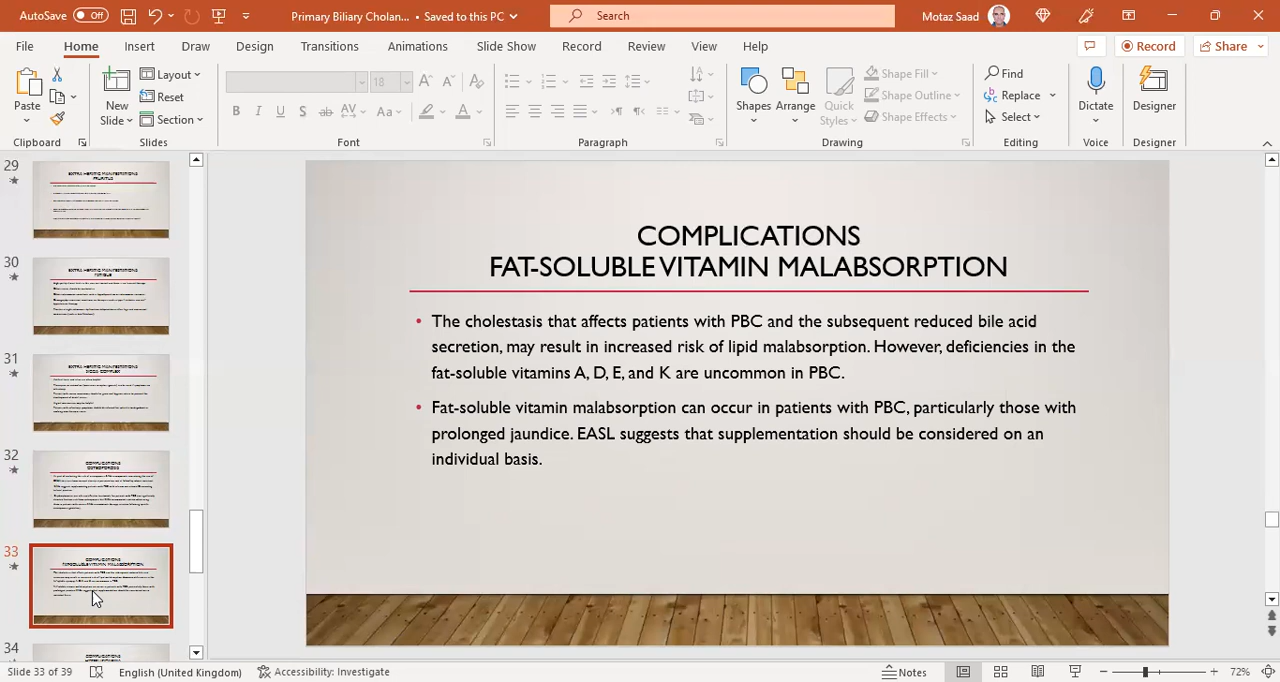 AutoSave Off Primary Biliary Cholan... • Saved to this PC Search Motaz Saad
File Home Insert Draw Design Transitions Animations Slide Show Record Review View Help Record Share
Paste New Slide Layout Reset Section 18 Shapes Arrange Quick Styles Shape Fill Shape Outline Shape Effects Find Replace Select Dictate Designer
Clipboard Slides Font Paragraph Drawing Editing Voice Designer
29
30
31
32
33
34
COMPLICATIONS
FAT-SOLUBLE VITAMIN MALABSORPTION
• The cholestasis that affects patients with PBC and the subsequent reduced bile acid
secretion, may result in increased risk of lipid malabsorption. However, deficiencies in the
fat-soluble vitamins A, D, E, and K are uncommon in PBC.
• Fat-soluble vitamin malabsorption can occur in patients with PBC, particularly those with
prolonged jaundice. EASL suggests that supplementation should be considered on an
individual basis.
Slide 33 of 39 English (United Kingdom) Accessibility: Investigate Notes 72%